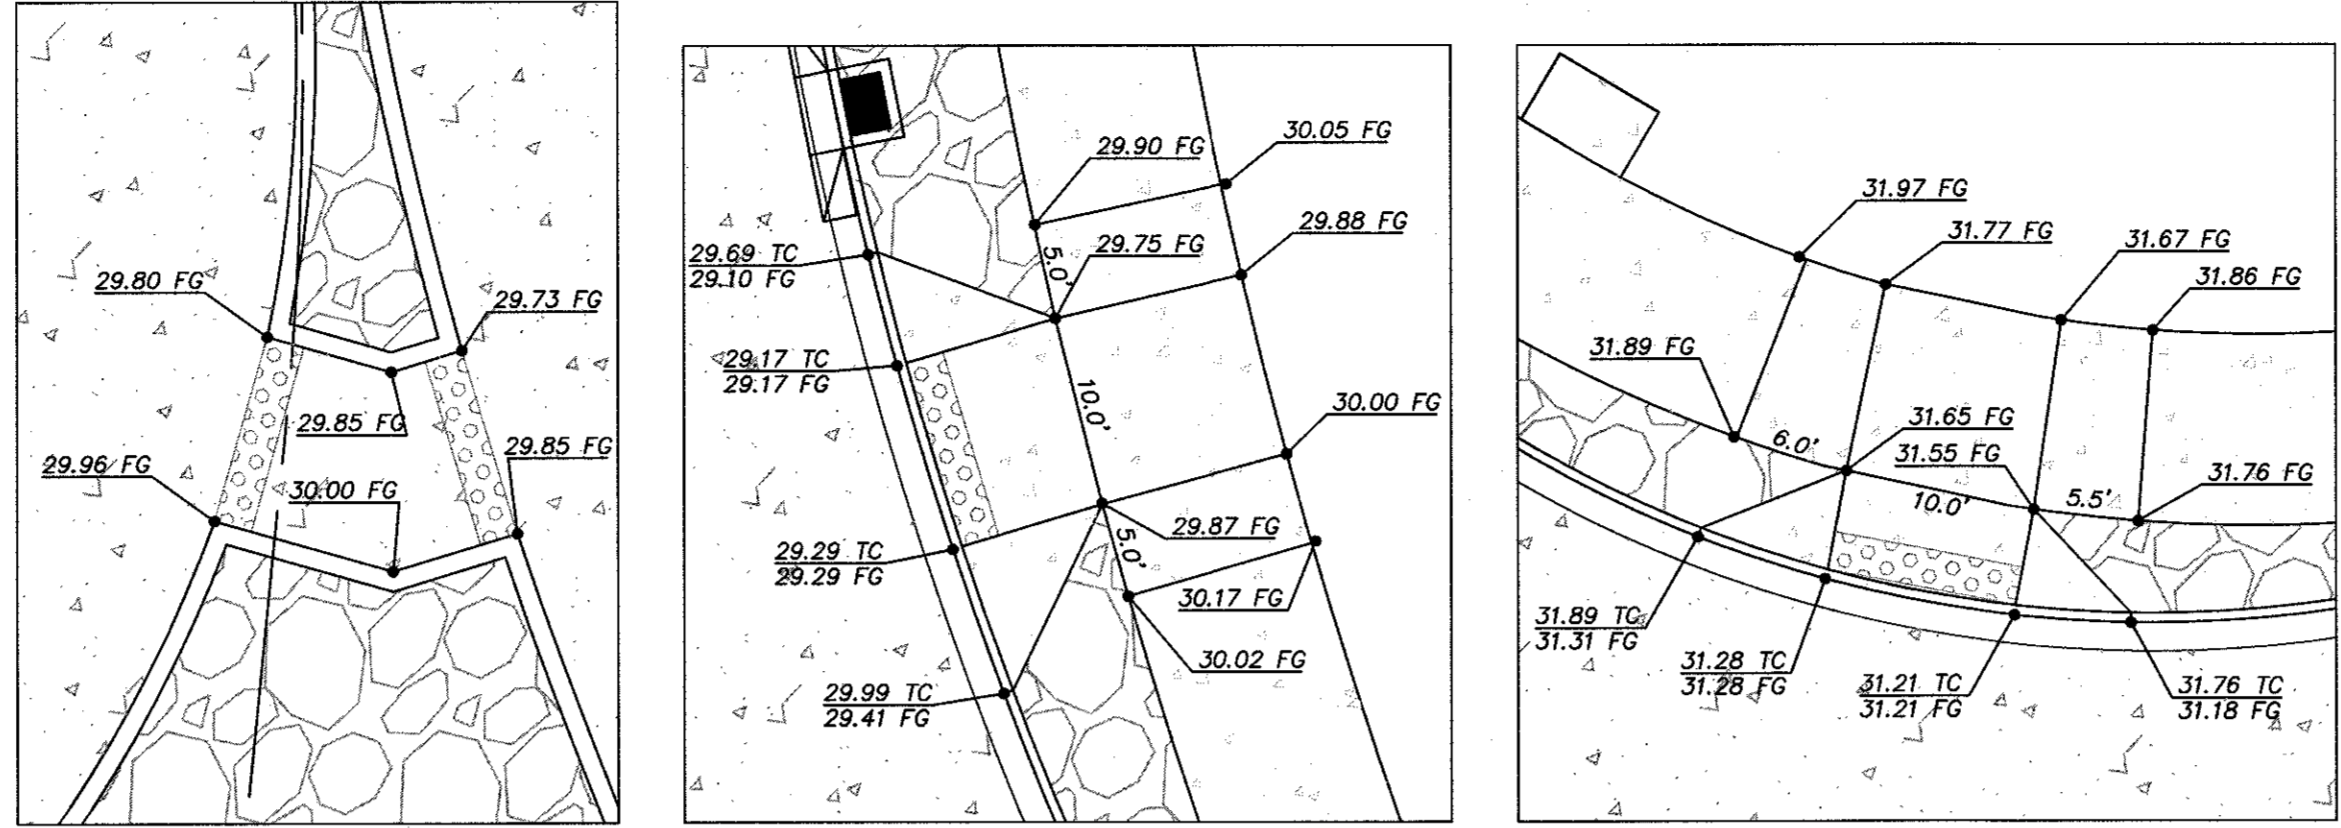 29.80 FG
29.73 FG
29.85 FG
29.85 FG
29.96 FG
30.00 FG
30.05 FG
29.90 FG
29.88 FG
29.75 FG
5.0'
29.69 TC
29.10 FG
29.17 TC
29.17 FG
10.0'
30.00 FG
29.87 FG
5.0'
29.29 TC
29.29 FG
30.17 FG
30.02 FG
29.99 TC
29.41 FG
31.97 FG
31.77 FG
31.67 FG
31.86 FG
31.89 FG
6.0'
31.65 FG
31.55 FG
31.76 FG
10.0'
5.5'
31.89 TC
31.31 FG
31.28 TC
31.28 FG
31.21 TC
31.21 FG
31.76 TC
31.18 FG